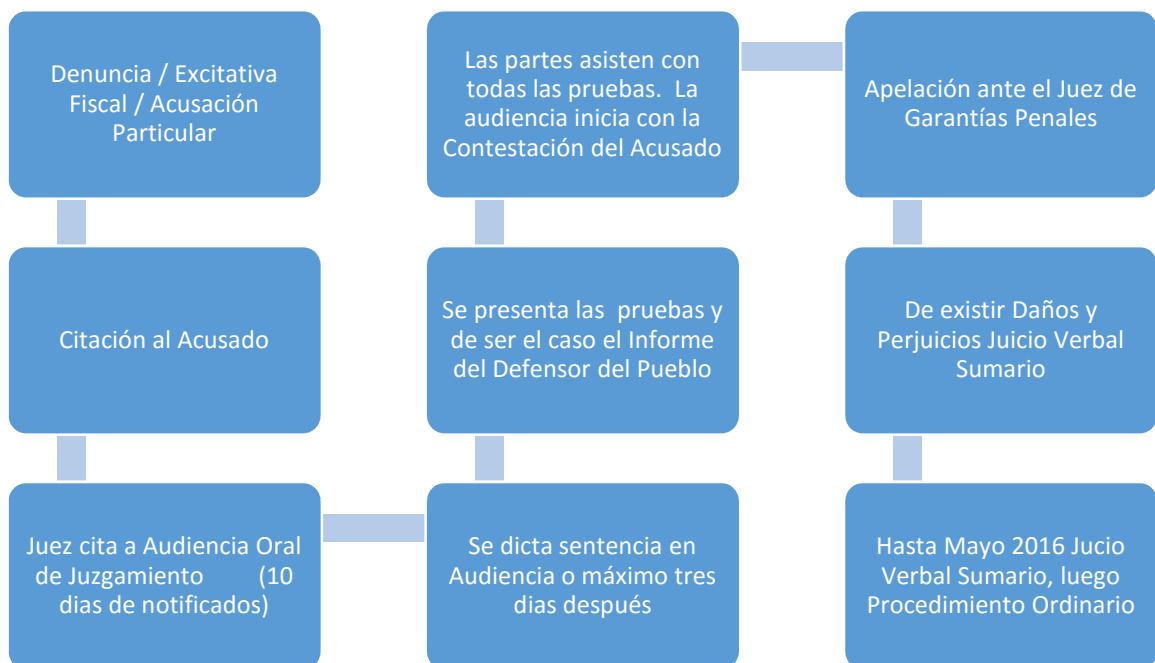 Denuncia / Excitativa
Fiscal / Acusación
Particular
Citación al Acusado
Juez cita a Audiencia Oral
de Juzgamiento (10
dias de notificados)
Se dicta sentencia en
Audiencia o máximo tres
dias después
Se presenta las pruebas y
de ser el caso el Informe
del Defensor del Pueblo
Las partes asisten con
todas las pruebas. La
audiencia inicia con la
Contestación del Acusado
Apelación ante el Juez de
Garantías Penales
De existir Daños y
Perjuicios Juicio Verbal
Sumario
Hasta Mayo 2016 Jucio
Verbal Sumario, luego
Procedimiento Ordinario